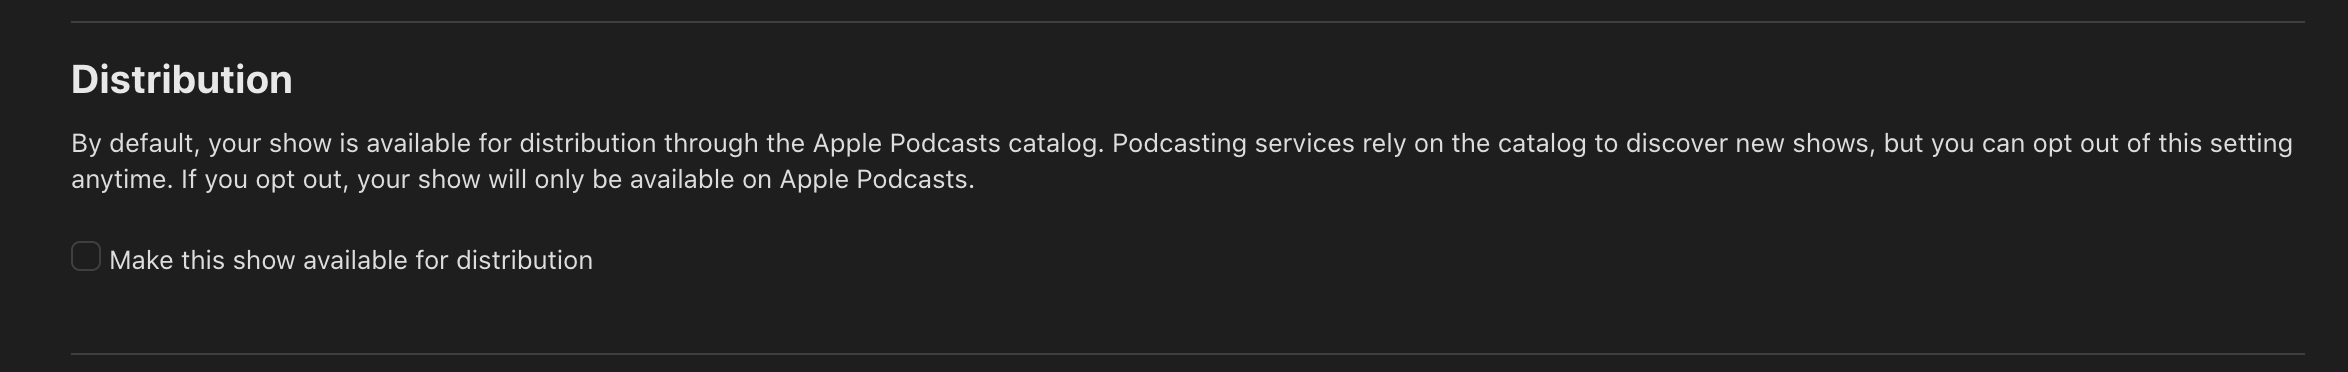 Distribution
By default, your show is available for distribution through the Apple Podcasts catalog. Podcasting services rely on the catalog to discover new shows, but you can opt out of this setting
anytime. If you opt out, your show will only be available on Apple Podcasts.
Make this show available for distribution